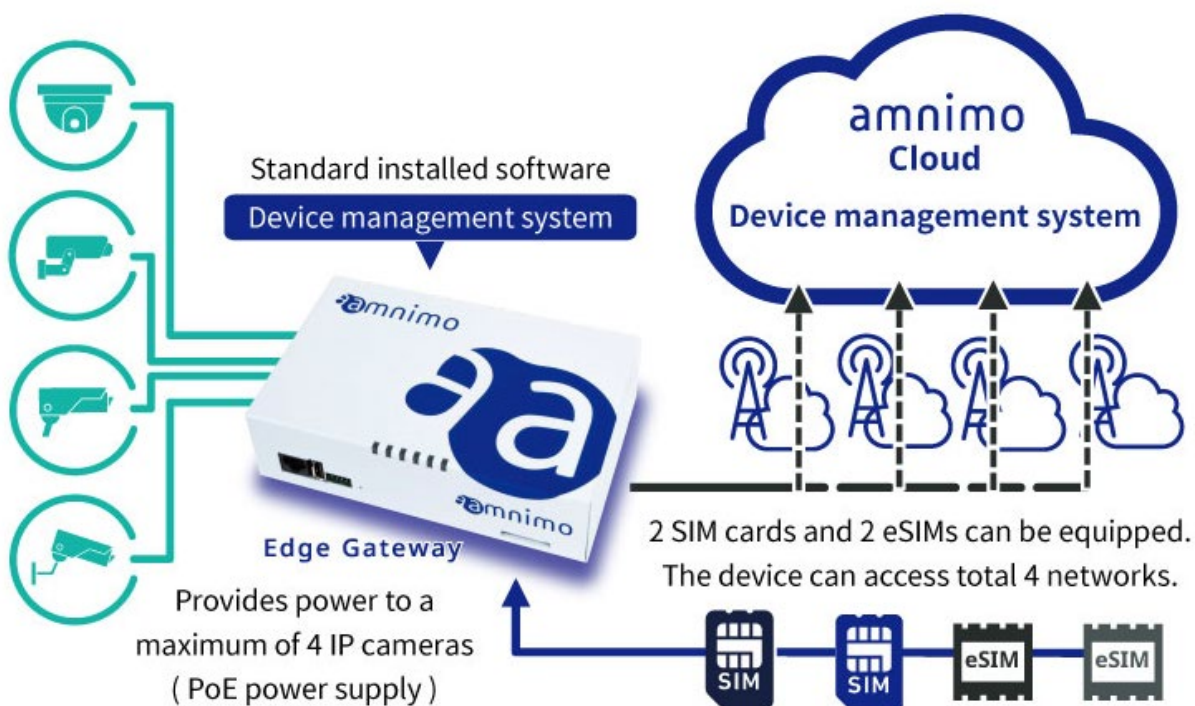 amnimo
Cloud
Device management system
Standard installed software
Device management system
amnimo
a
amnimo
Edge Gateway
Provides power to a
maximum of 4 IP cameras
( PoE power supply )
2 SIM cards and 2 eSIMs can be equipped.
The device can access total 4 networks.
SIM
SIM
eSIM
eSIM